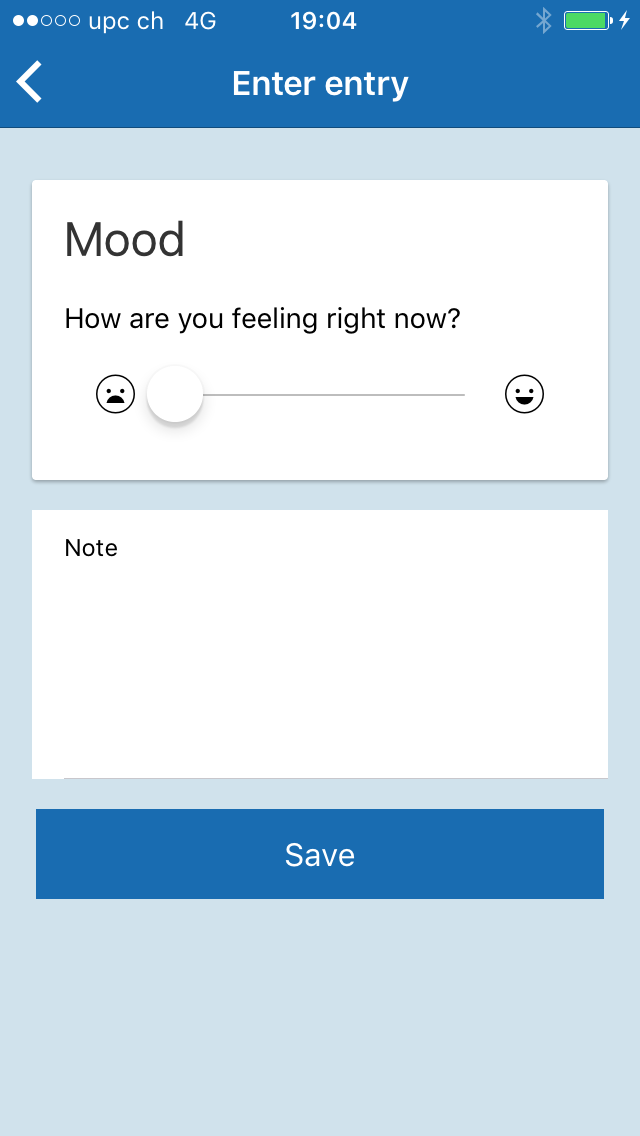 upc ch 4G 19:04
Enter entry
Mood
How are you feeling right now?
Note
Save